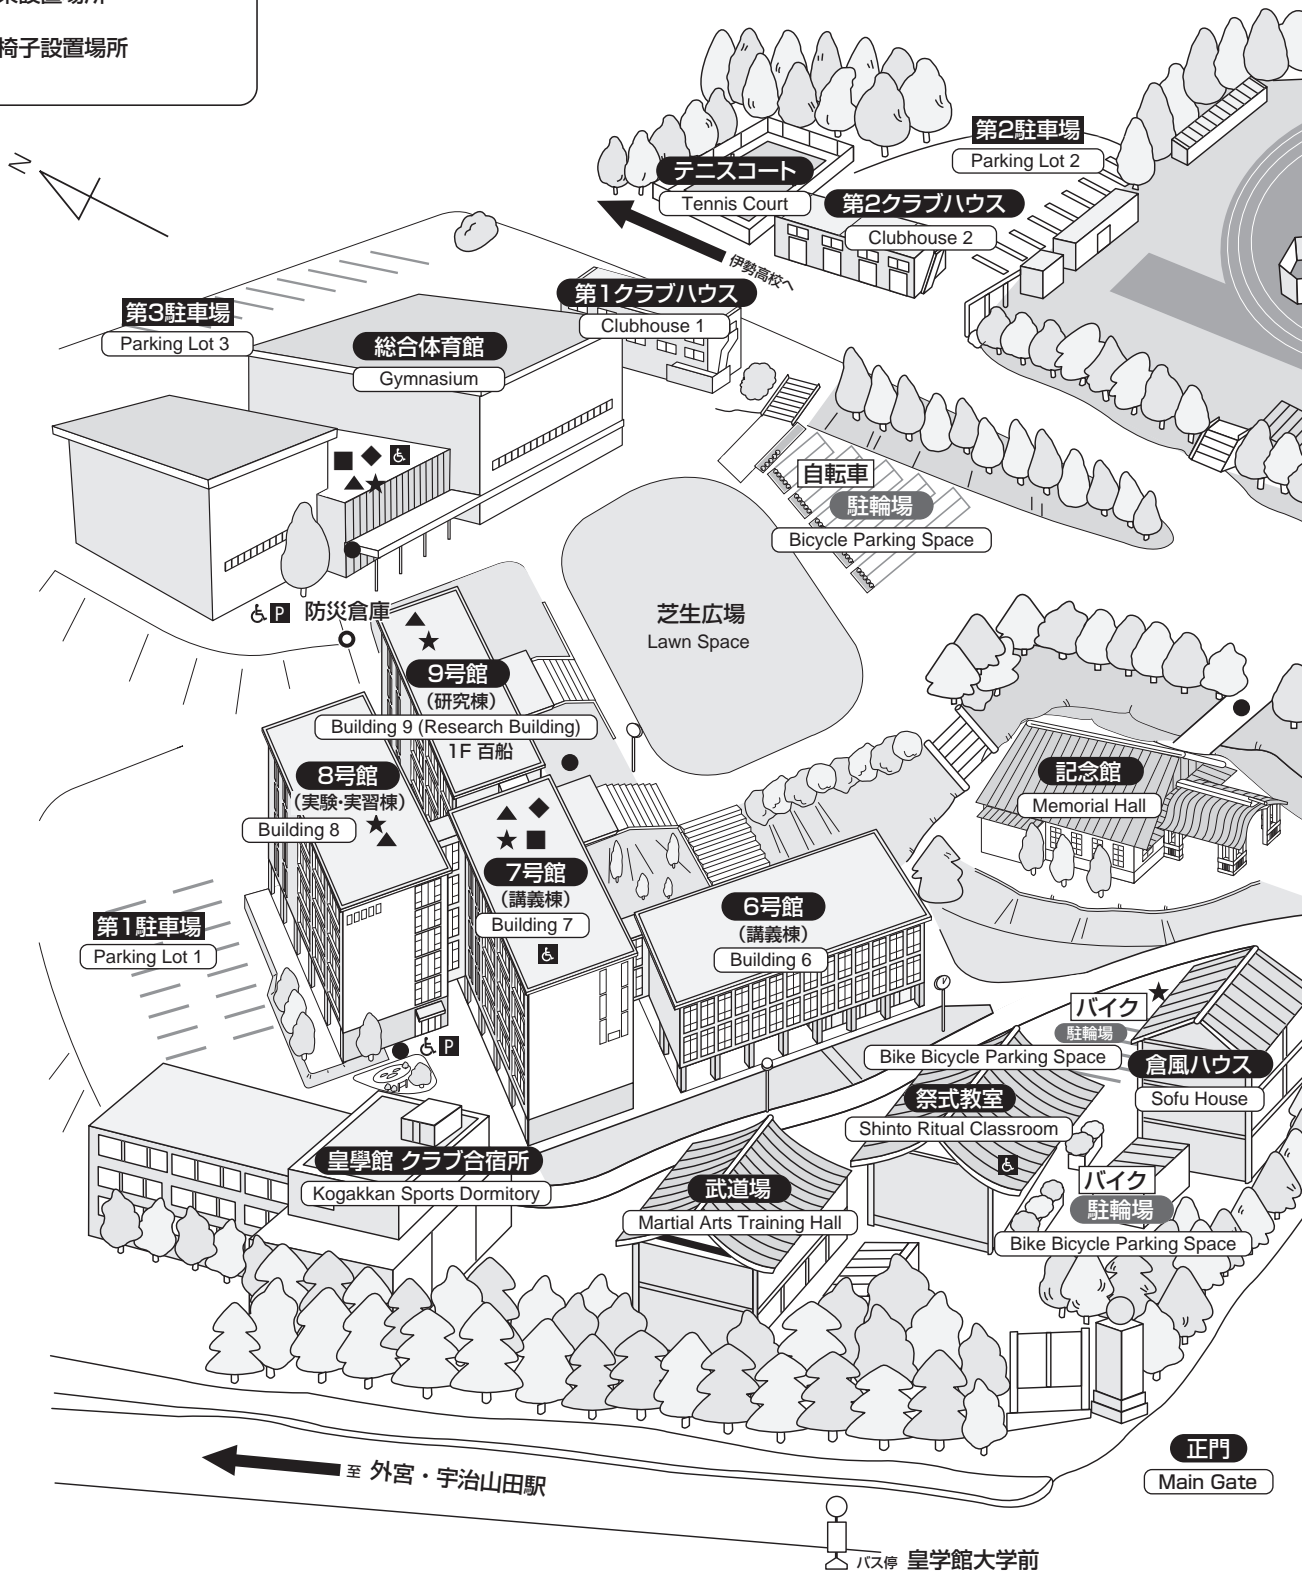 椅子設置場所
N
第2駐車場
Parking Lot 2
テニスコート
Tennis Court
第2クラブハウス
Clubhouse 2
伊勢高校へ
第1クラブハウス
Clubhouse 1
第3駐車場
Parking Lot 3
総合体育館
Gymnasium
自転車
駐輪場
Bicycle Parking Space
芝生広場
Lawn Space
P 防災倉庫
9号館
(研究棟)
Building 9 (Research Building)
1F 百船
8号館
(実験・実習棟)
Building 8
記念館
Memorial Hall
7号館
(講義棟)
Building 7
6号館
(講義棟)
Building 6
第1駐車場
Parking Lot 1
P
バイク
駐輪場
Bike Bicycle Parking Space
倉風ハウス
Sofu House
祭式教室
Shinto Ritual Classroom
皇學館 クラブ合宿所
Kogakkan Sports Dormitory
武道場
Martial Arts Training Hall
バイク
駐輪場
Bike Bicycle Parking Space
正門
Main Gate
至 外宮・宇治山田駅
バス停 皇学館大学前